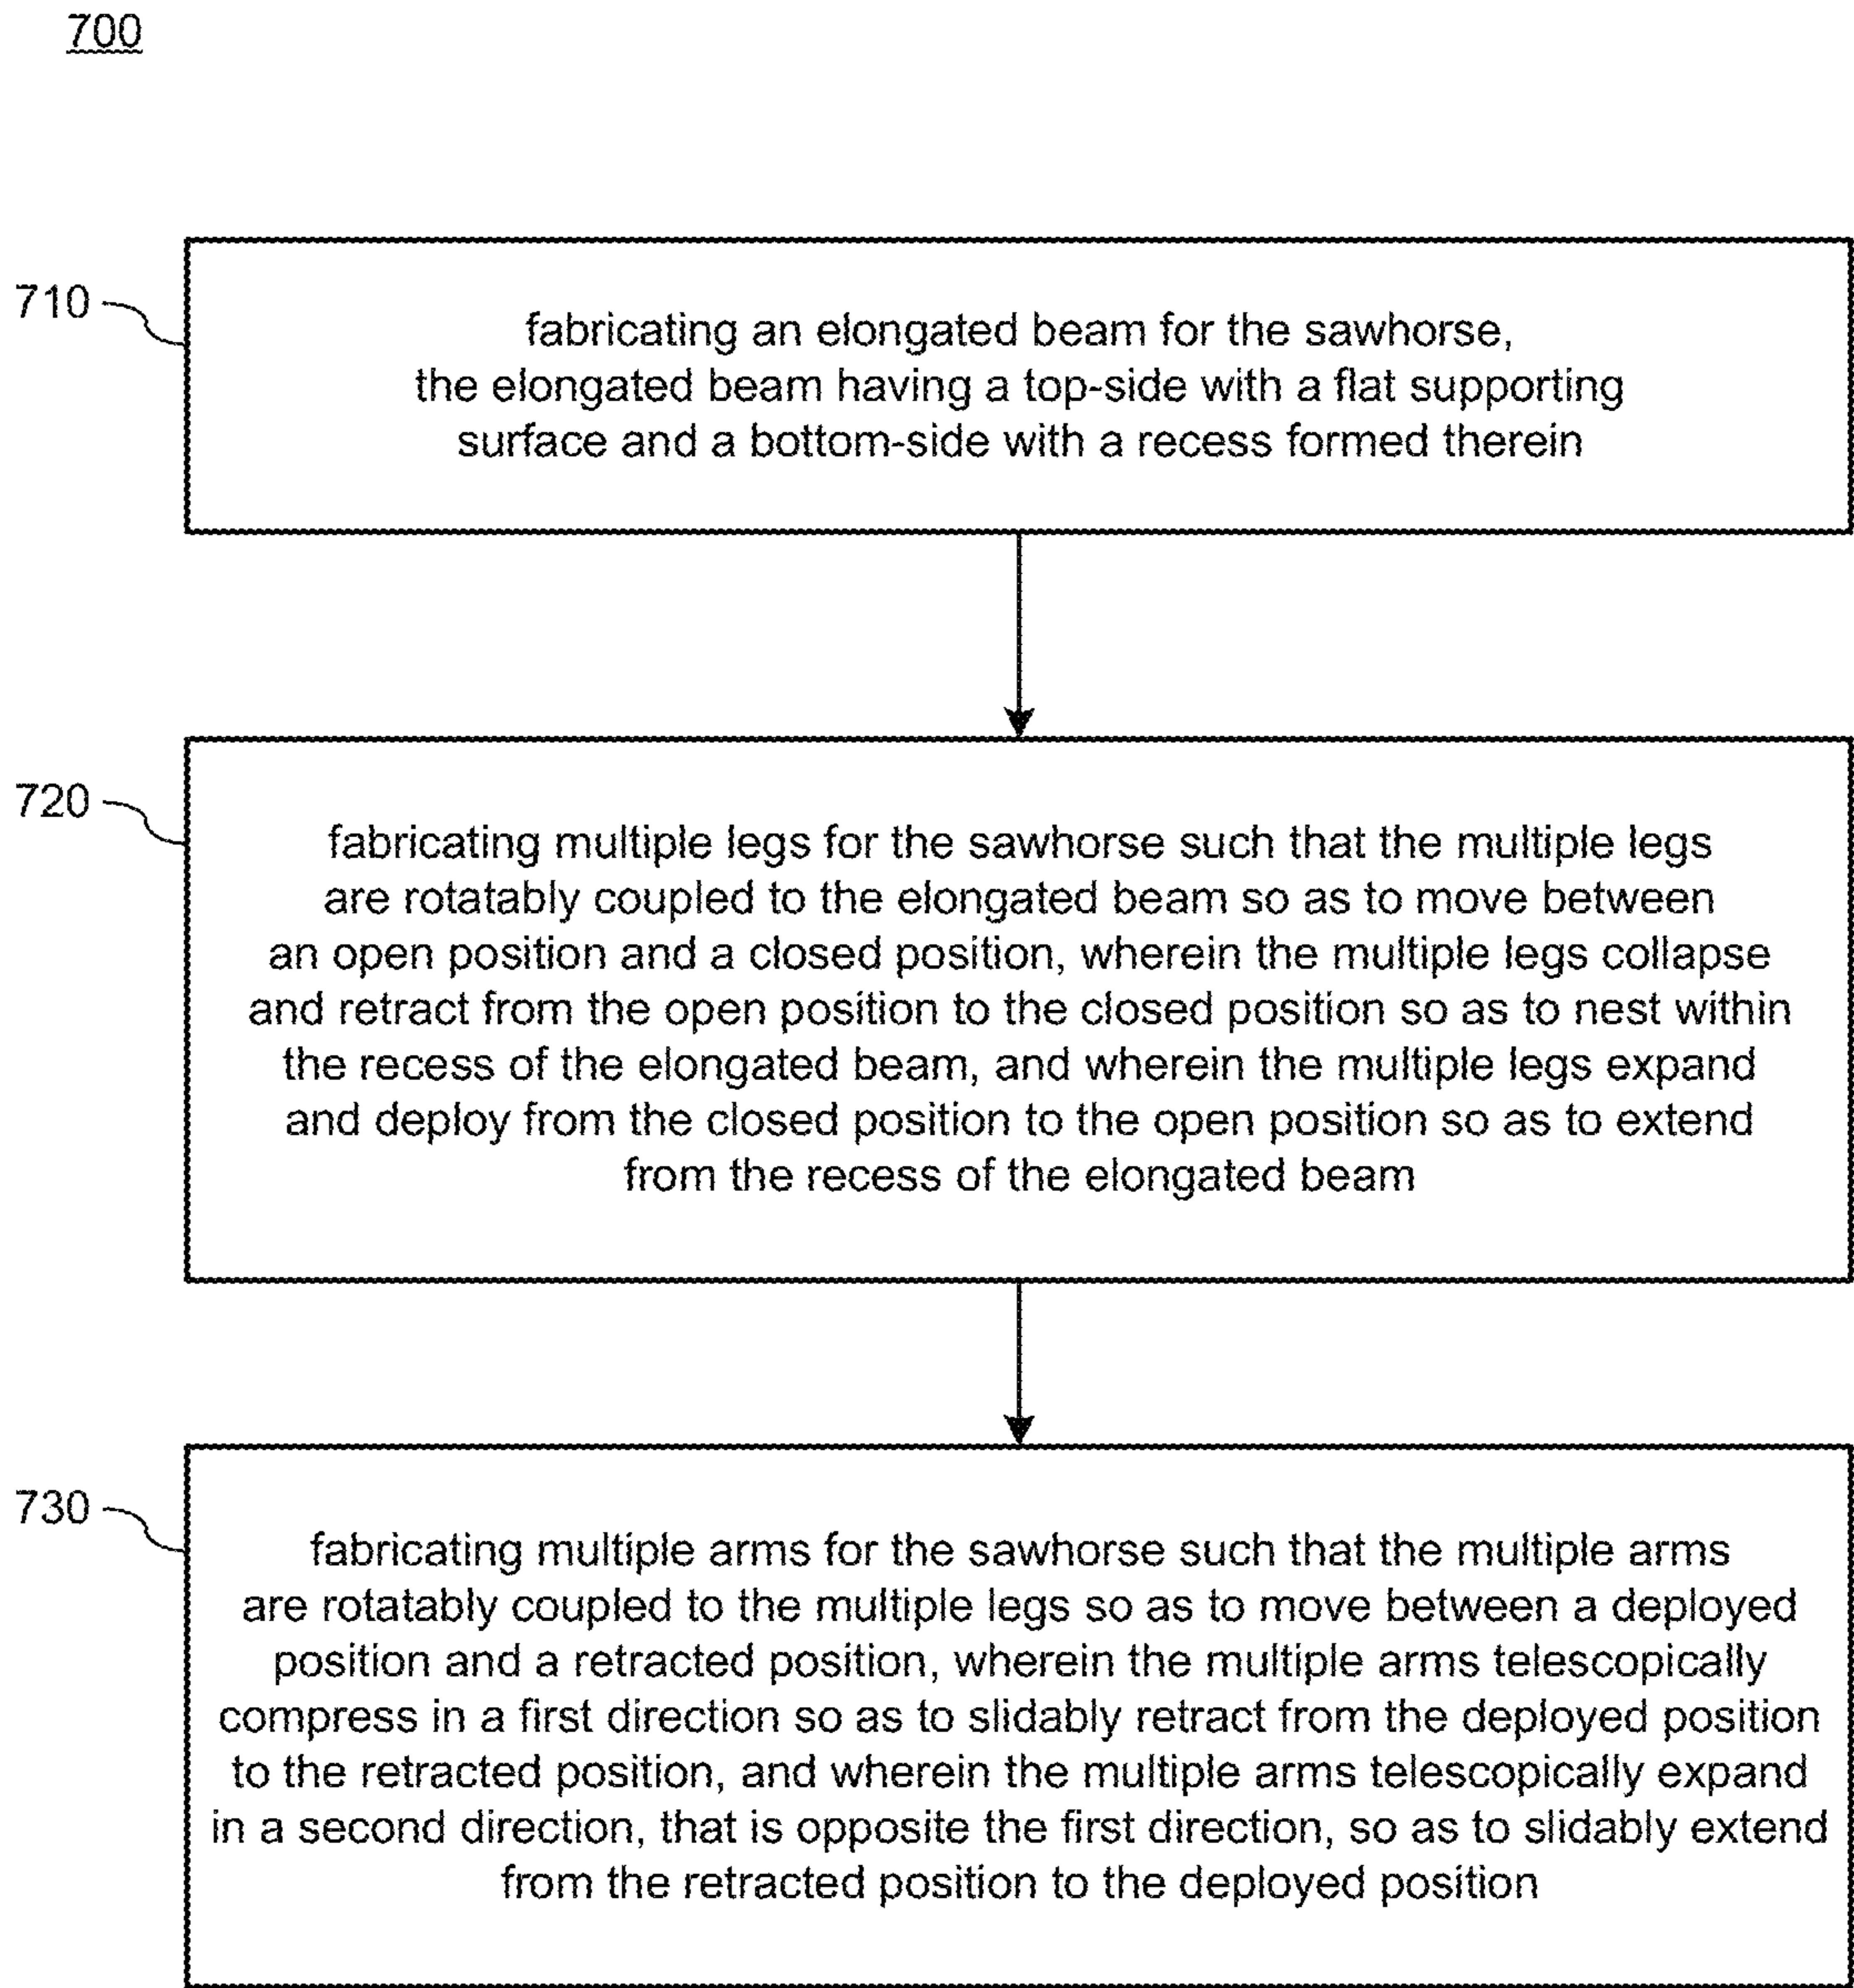 700
710
fabricating an elongated beam for the sawhorse,
the elongated beam having a top-side with a flat supporting
surface and a bottom-side with a recess formed therein
720
fabricating multiple legs for the sawhorse such that the multiple legs
are rotatably coupled to the elongated beam so as to move between
an open position and a closed position, wherein the multiple legs collapse
and retract from the open position to the closed position so as to nest within
the recess of the elongated beam, and wherein the multiple legs expand
and deploy from the closed position to the open position so as to extend
from the recess of the elongated beam
730
fabricating multiple arms for the sawhorse such that the multiple arms
are rotatably coupled to the multiple legs so as to move between a deployed
position and a retracted position, wherein the multiple arms telescopically
compress in a first direction so as to slidably retract from the deployed position
to the retracted position, and wherein the multiple arms telescopically expand
in a second direction, that is opposite the first direction, so as to slidably extend
from the retracted position to the deployed position